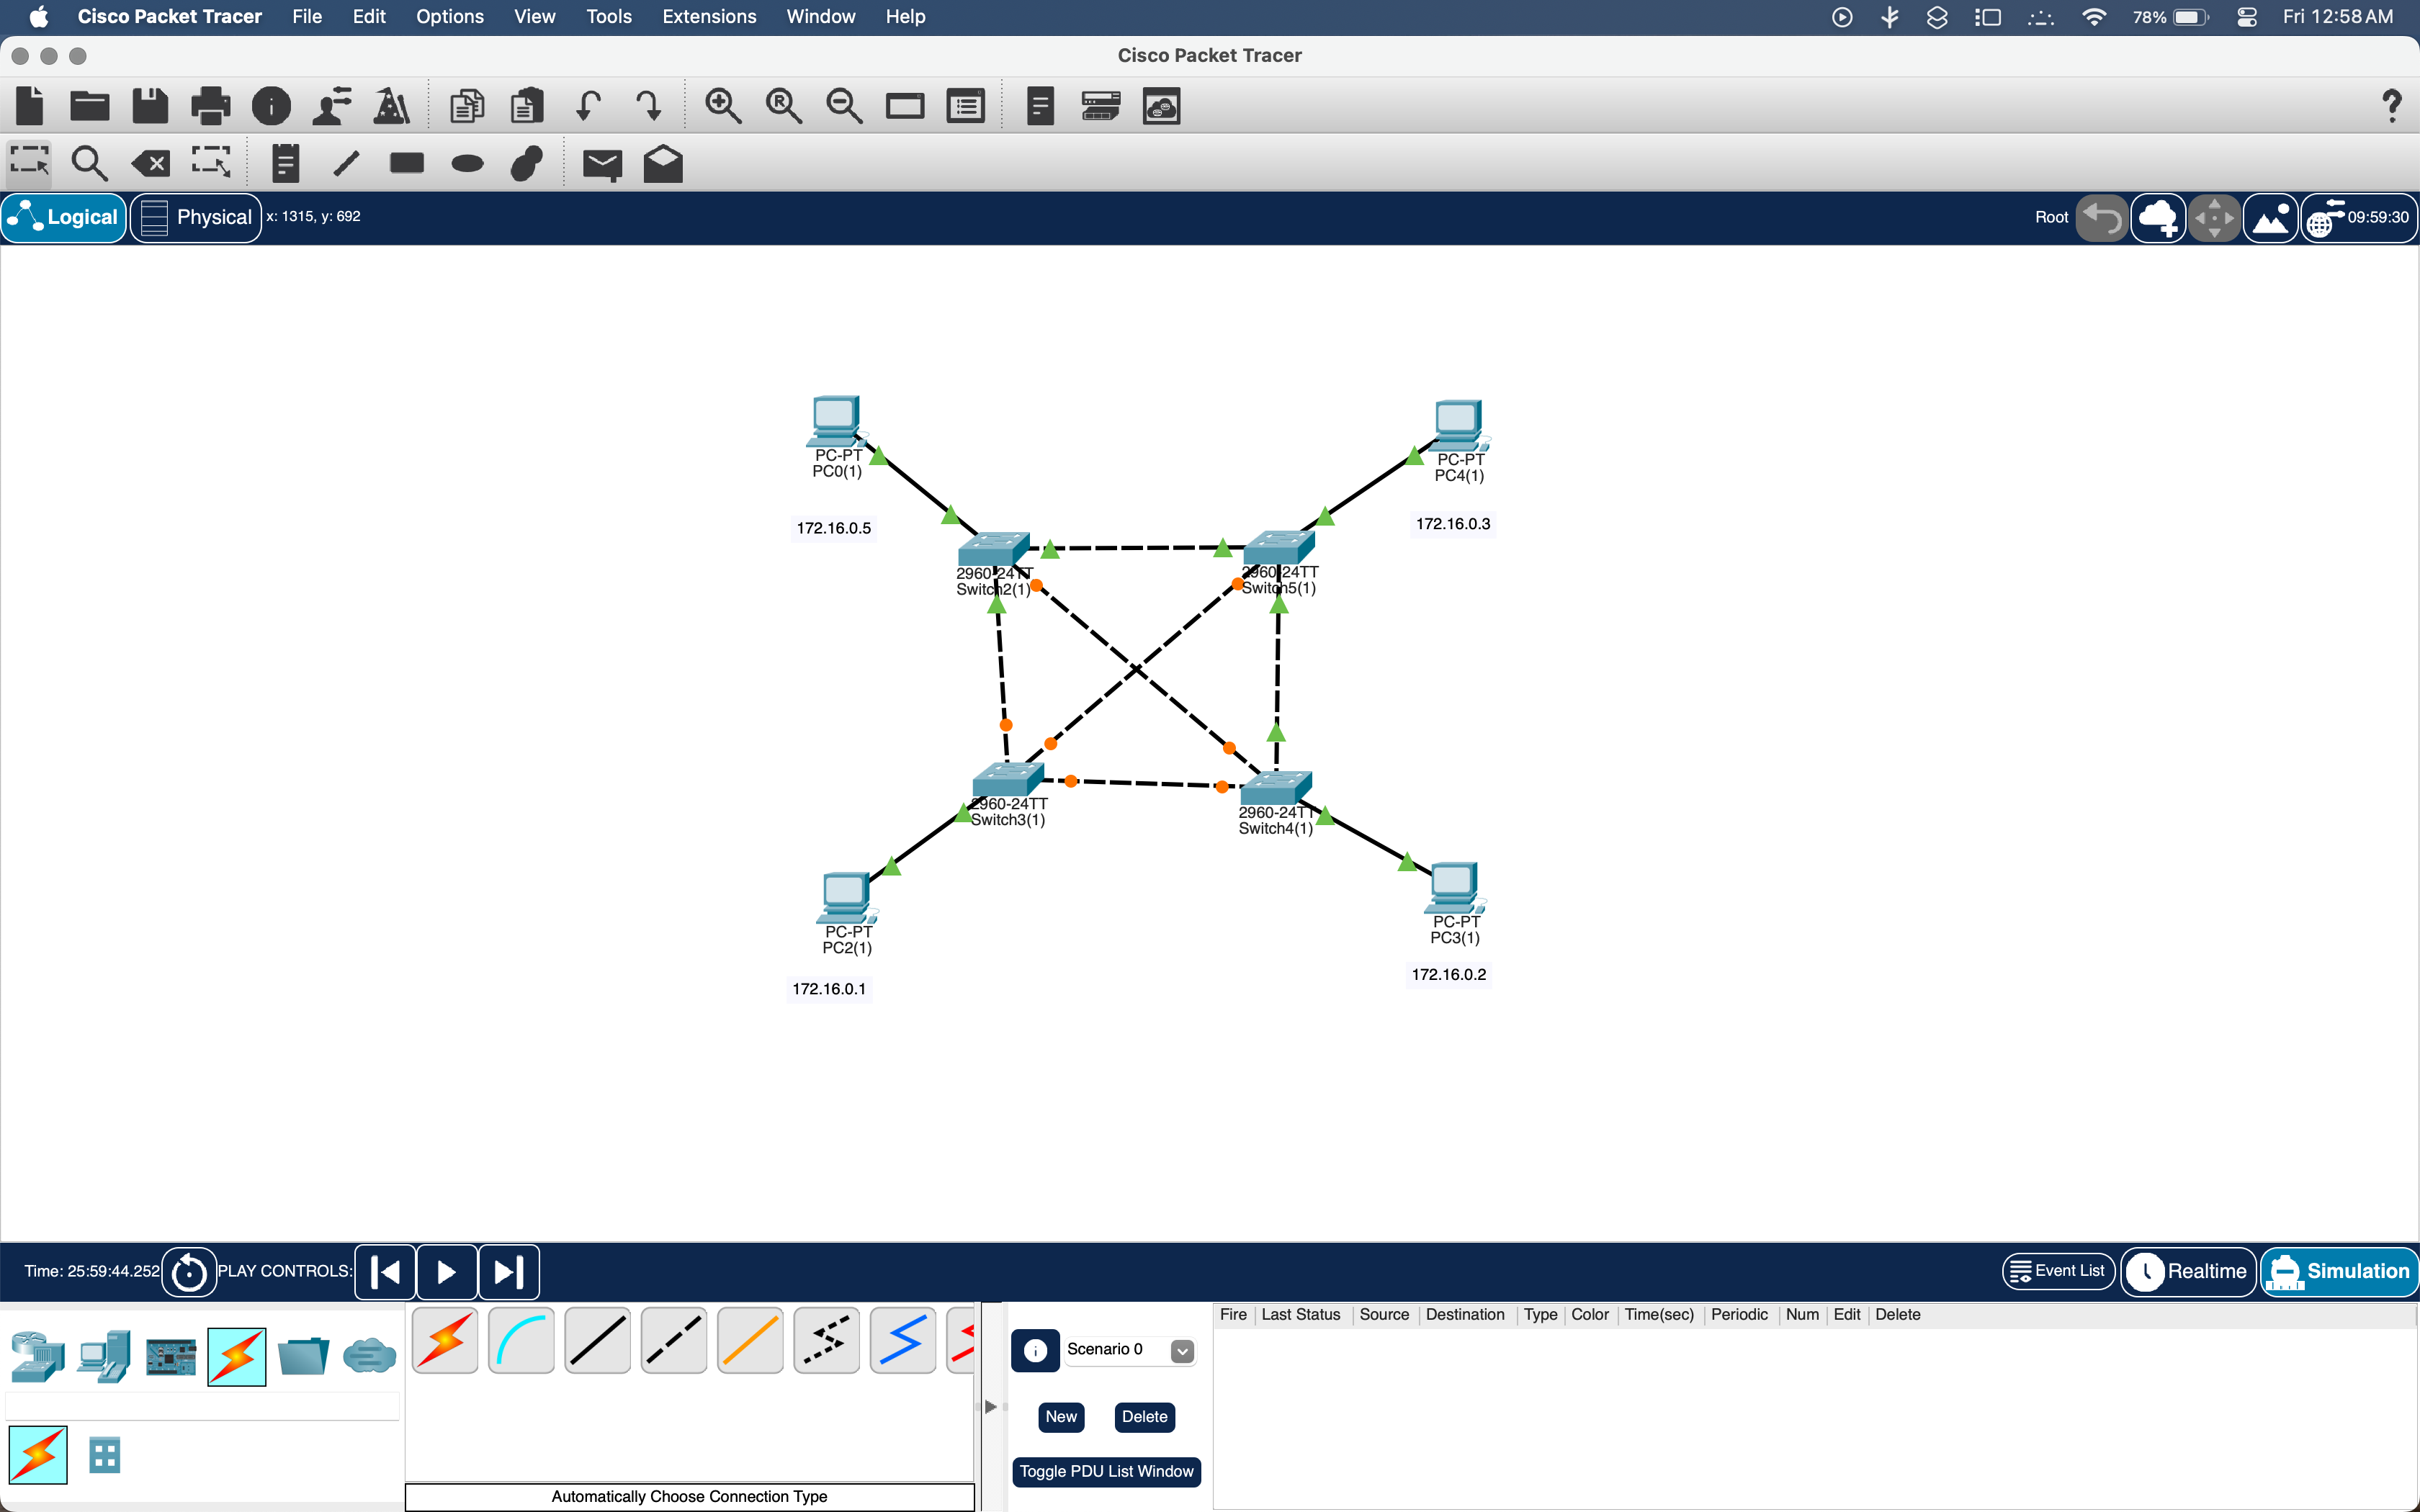 Cisco Packet Tracer File Edit Options View Tools Extensions Window Help 78% Fri 12:58 AM
Cisco Packet Tracer
Logical Physical x: 1315, y: 692 Root 09:59:30
PC-PT
PC0(1)
PC-PT
PC4(1)
172.16.0.5
172.16.0.3
2960-24TT
Switch2(1)
2960-24TT
Switch5(1)
2960-24TT
Switch3(1)
2960-24TT
Switch4(1)
PC-PT
PC2(1)
PC-PT
PC3(1)
172.16.0.1
172.16.0.2
Time: 25:59:44.252 PLAY CONTROLS: Event List Realtime Simulation
Fire Last Status Source Destination Type Color Time(sec) Periodic Num Edit Delete
Scenario 0
New Delete
Toggle PDU List Window
Automatically Choose Connection Type